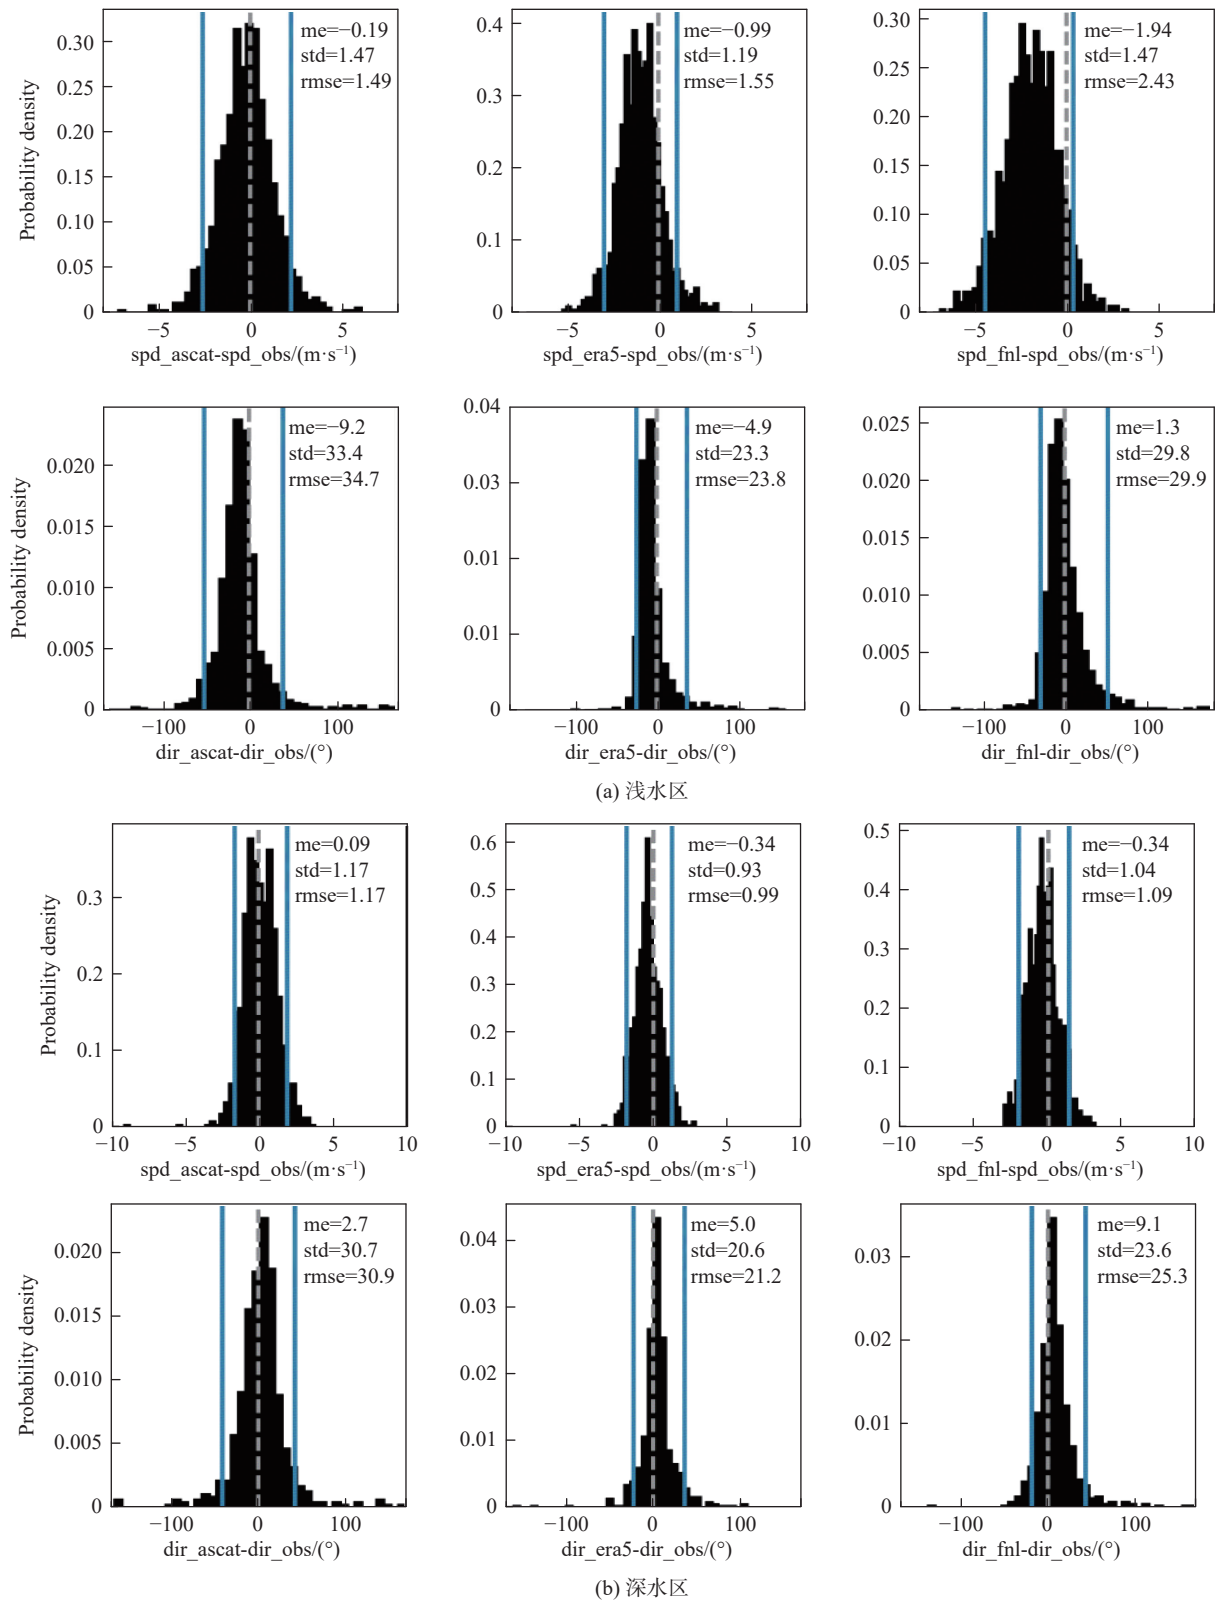 me=−0.19
std=1.47
rmse=1.49
0.30
0.25
0.20
0.15
0.10
0.05
0
Probability density
−5 0 5
spd_ascat-spd_obs/(m·s⁻¹)
me=−0.99
std=1.19
rmse=1.55
0.4
0.3
0.2
0.1
0
−5 0 5
spd_era5-spd_obs/(m·s⁻¹)
me=−1.94
std=1.47
rmse=2.43
0.30
0.25
0.20
0.15
0.10
0.05
0
−5 0 5
spd_fnl-spd_obs/(m·s⁻¹)
me=−9.2
std=33.4
rmse=34.7
0.020
0.015
0.010
0.005
0
Probability density
−100 0 100
dir_ascat-dir_obs/(°)
me=−4.9
std=23.3
rmse=23.8
0.04
0.03
0.01
0.01
0
−100 0 100
dir_era5-dir_obs/(°)
me=1.3
std=29.8
rmse=29.9
0.025
0.020
0.015
0.010
0.005
0
−100 0 100
dir_fnl-dir_obs/(°)
(a) 浅水区
me=0.09
std=1.17
rmse=1.17
0.3
0.2
0.1
0
Probability density
−10 −5 0 5 10
spd_ascat-spd_obs/(m·s⁻¹)
me=−0.34
std=0.93
rmse=0.99
0.6
0.5
0.4
0.3
0.2
0.1
0
−10 −5 0 5 10
spd_era5-spd_obs/(m·s⁻¹)
me=−0.34
std=1.04
rmse=1.09
0.5
0.4
0.3
0.2
0.1
0
−10 −5 0 5 10
spd_fnl-spd_obs/(m·s⁻¹)
me=2.7
std=30.7
rmse=30.9
0.020
0.015
0.010
0.005
0
Probability density
−100 0 100
dir_ascat-dir_obs/(°)
me=5.0
std=20.6
rmse=21.2
0.04
0.03
0.02
0.01
0
−100 0 100
dir_era5-dir_obs/(°)
me=9.1
std=23.6
rmse=25.3
0.03
0.02
0.01
0
−100 0 100
dir_fnl-dir_obs/(°)
(b) 深水区